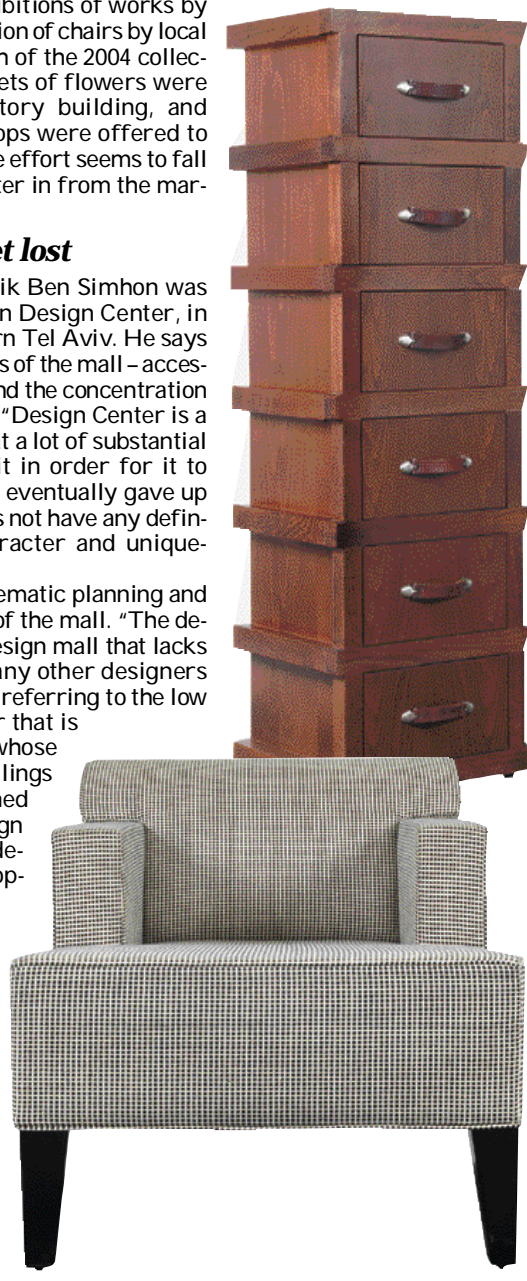 bitions of works by
ion of chairs by local
n of the 2004 collec-
ets of flowers were
tory building, and
ops were offered to
e effort seems to fall
ter in from the mar-
et lost
ik Ben Simhon was
n Design Center, in
rn Tel Aviv. He says
s of the mall – acces-
nd the concentration
"Design Center is a
t a lot of substantial
it in order for it to
eventually gave up
s not have any defin-
racter and unique-
ematic planning and
of the mall. "The de-
esign mall that lacks
any other designers
referring to the low
r that is
whose
lings
ned
gn
de-
op-